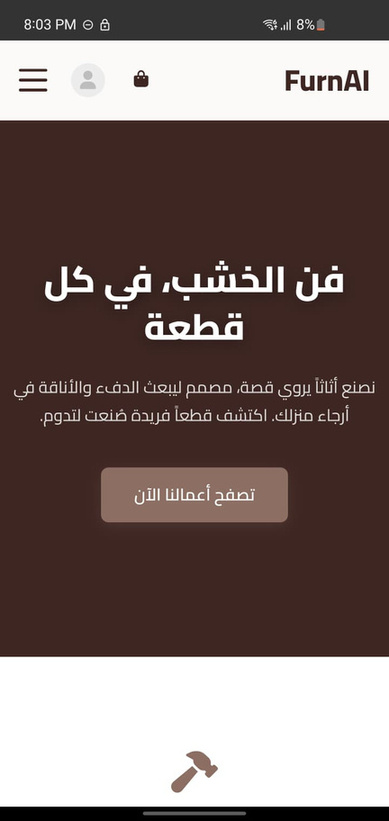 8:03 PM 8%
FurnAI
فن الخشب، في كل
قطعة
نصنع أثاثاً يروي قصة، مصمم ليبعث الدفء والأناقة في
أرجاء منزلك. اكتشف قطعاً فريدة صُنعت لتدوم.
تصفح أعمالنا الآن